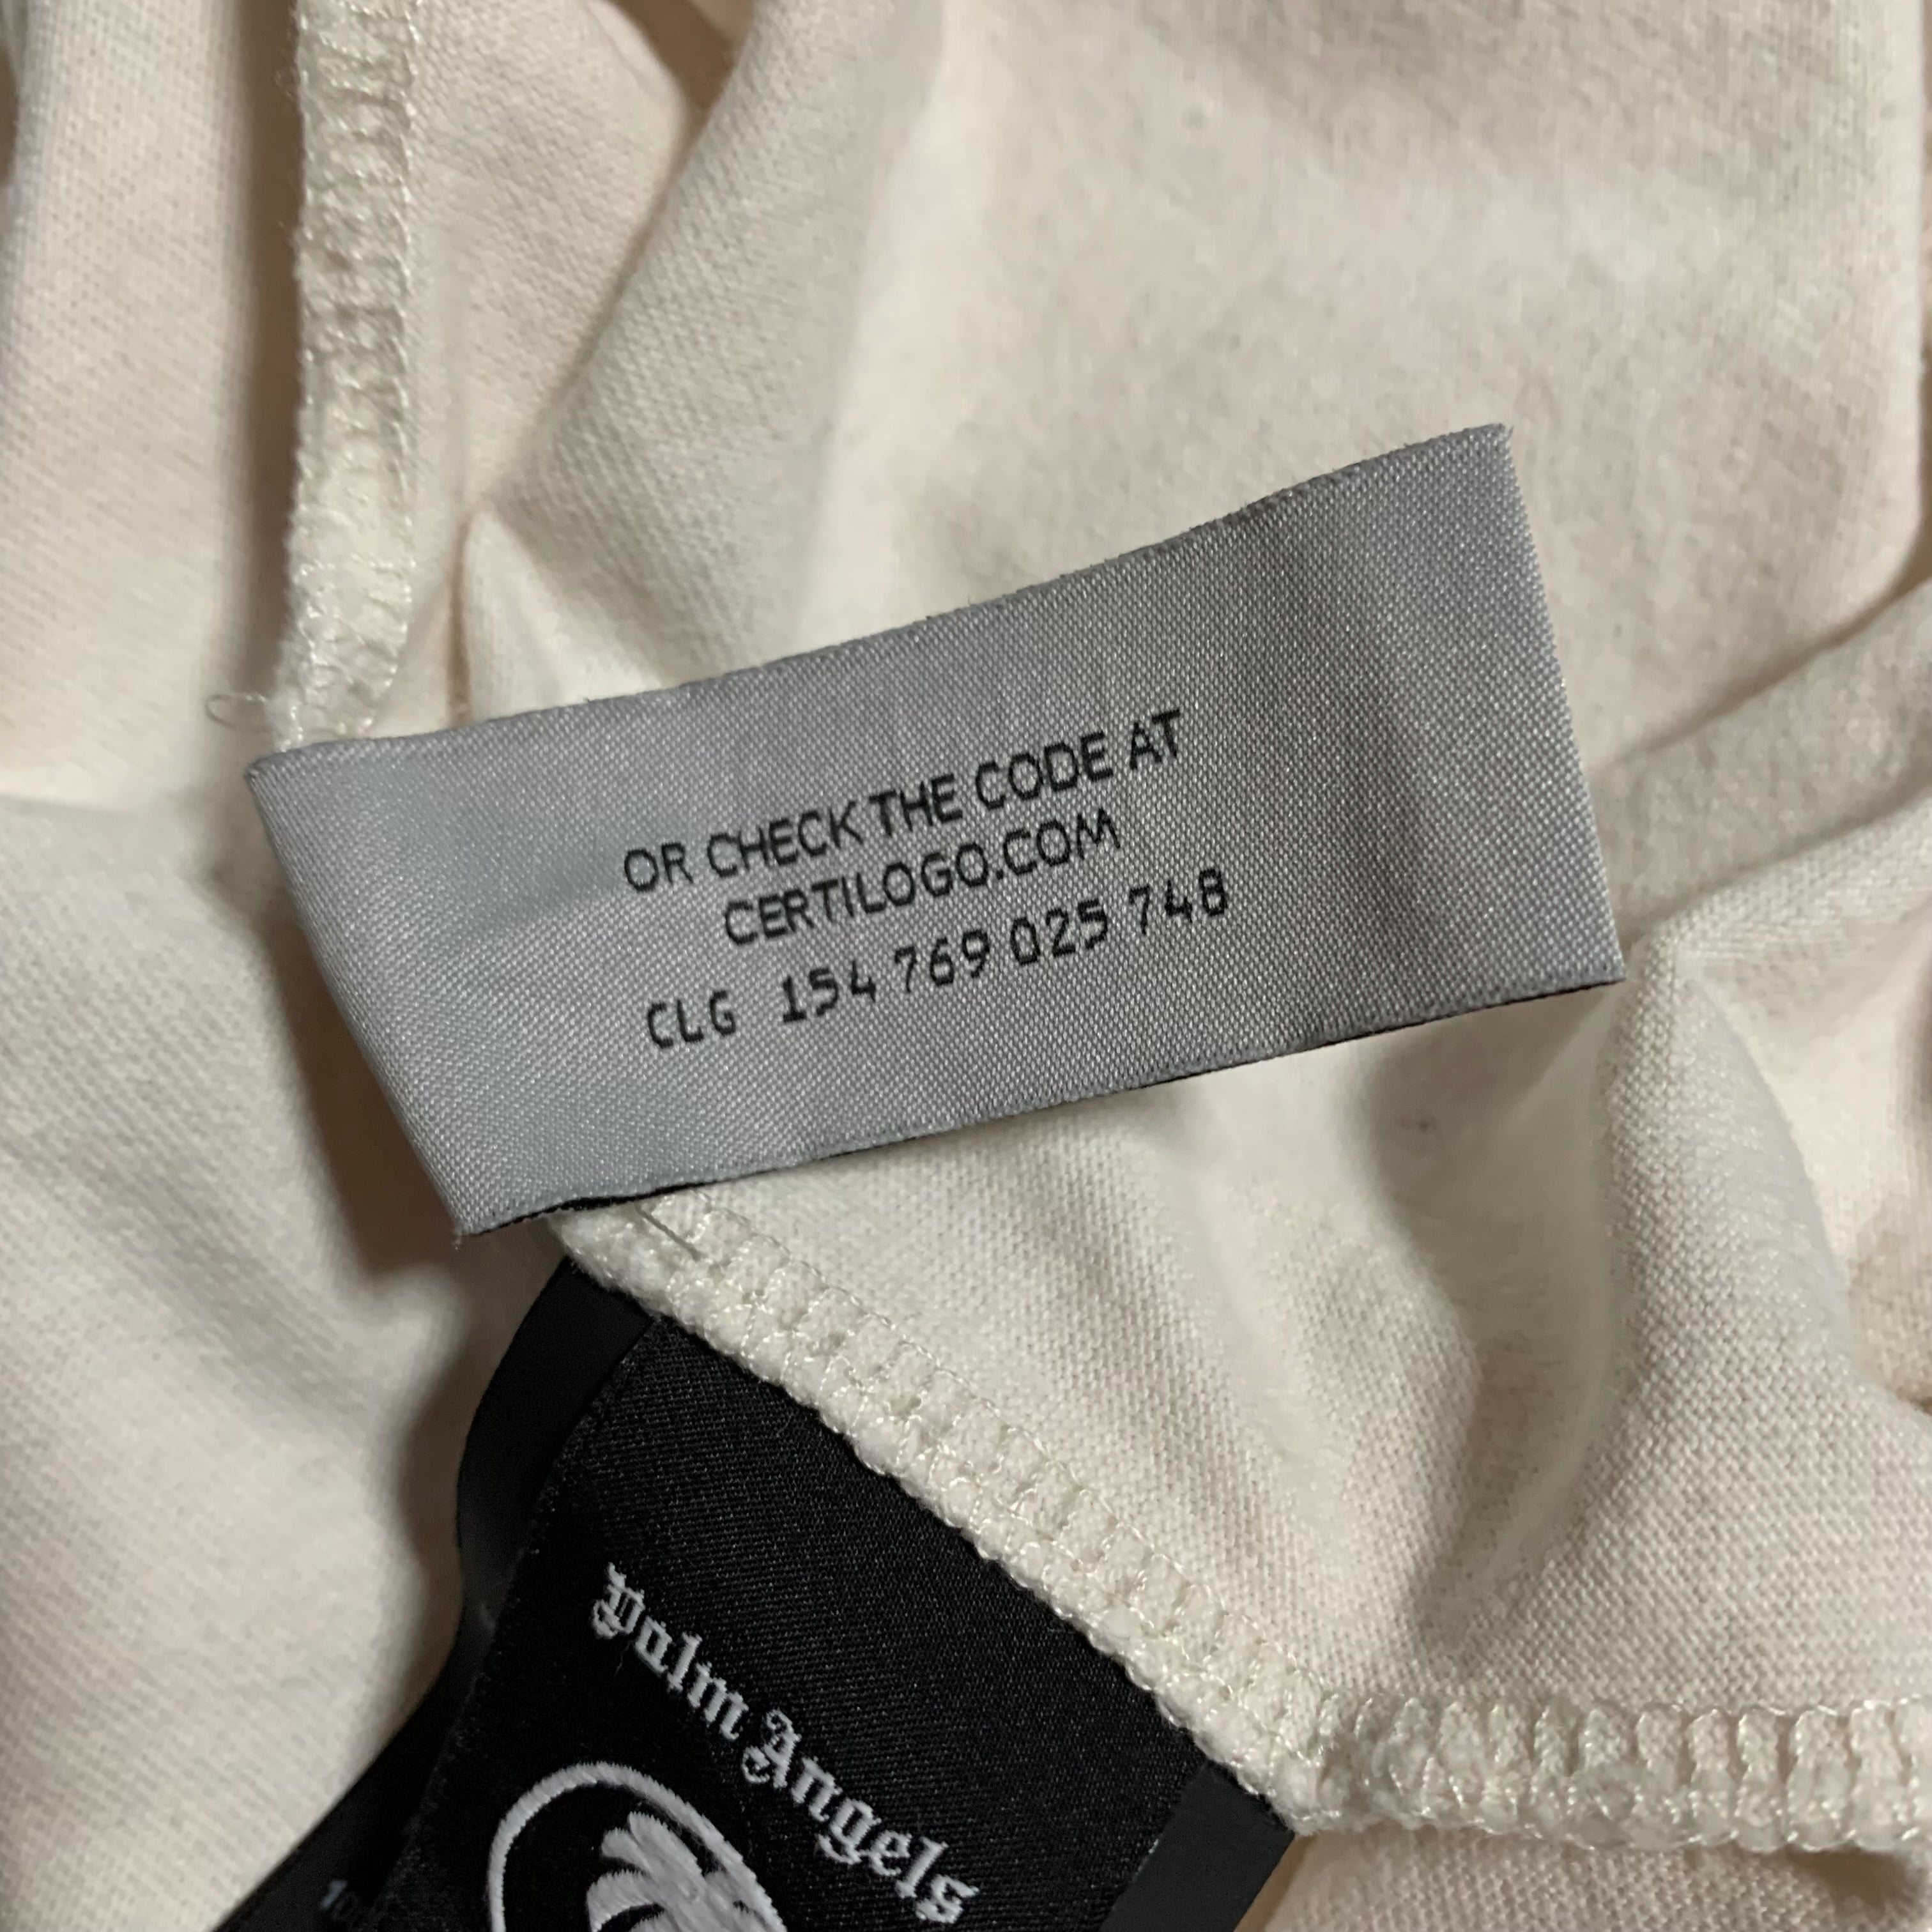 OR CHECK THE CODE AT
CERTILOGO.COM
CLG 154 769 025 748
Palm Angels